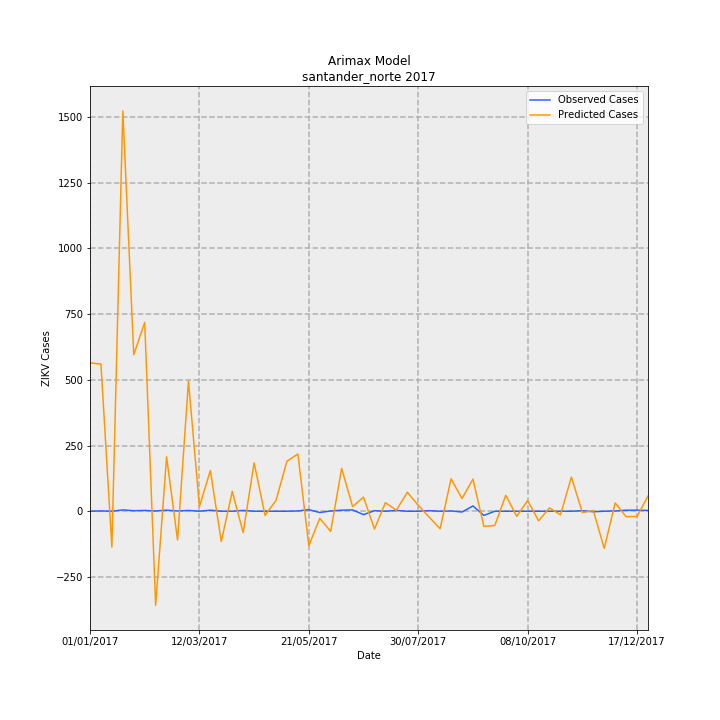 Arimax Model
santander_norte 2017
Observed Cases
Predicted Cases
1500
1250
1000
750
500
250
0
−250
ZIKV Cases
01/01/2017 12/03/2017 21/05/2017 30/07/2017 08/10/2017 17/12/2017
Date